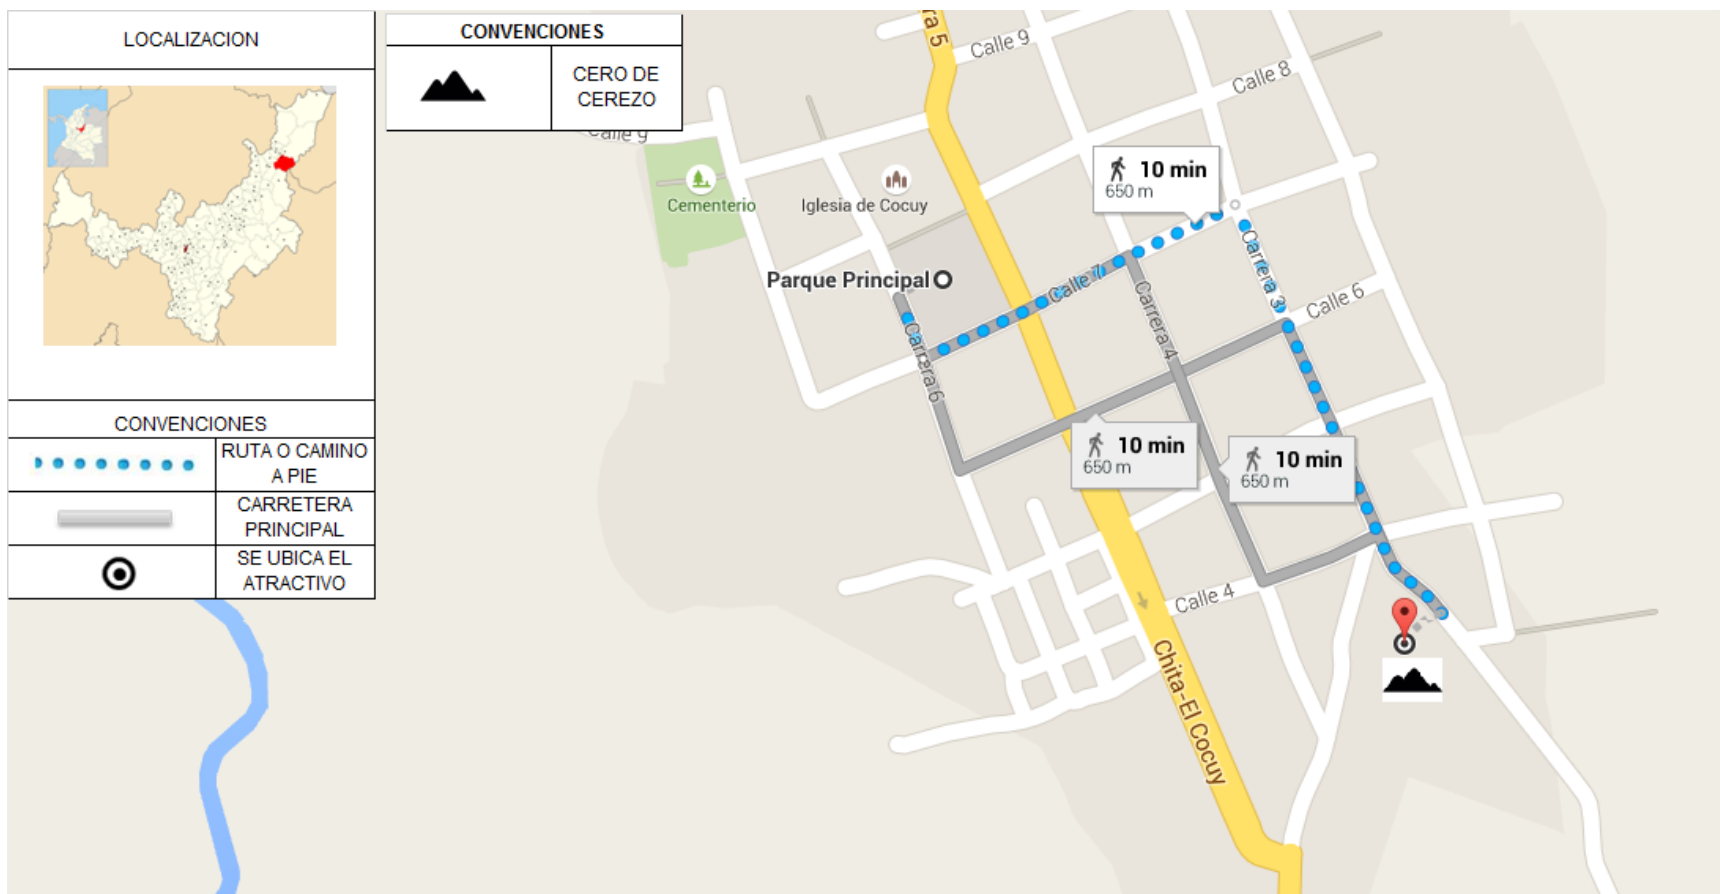 LOCALIZACION
CONVENCIONES
RUTA O CAMINO
A PIE
CARRETERA
PRINCIPAL
SE UBICA EL
ATRACTIVO
CONVENCIONES
CERO DE
CEREZO
ra 5
Calle 9
Calle 8
Calle 9
10 min
650 m
Cementerio
Iglesia de Cocuy
Parque Principal
Calle 7
Carrera 3
Calle 6
Carrera 4
Carrera 6
10 min
650 m
10 min
650 m
Calle 4
Chita-El Cocuy